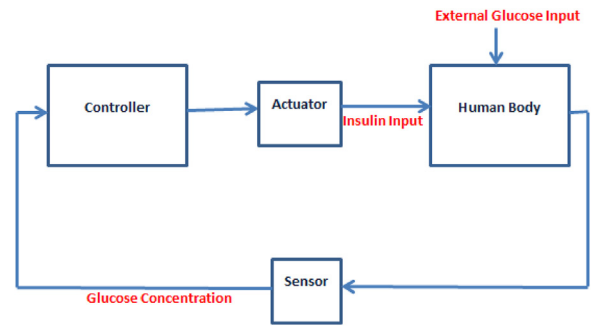 External Glucose Input
Controller
Actuator
Insulin Input
Human Body
Sensor
Glucose Concentration